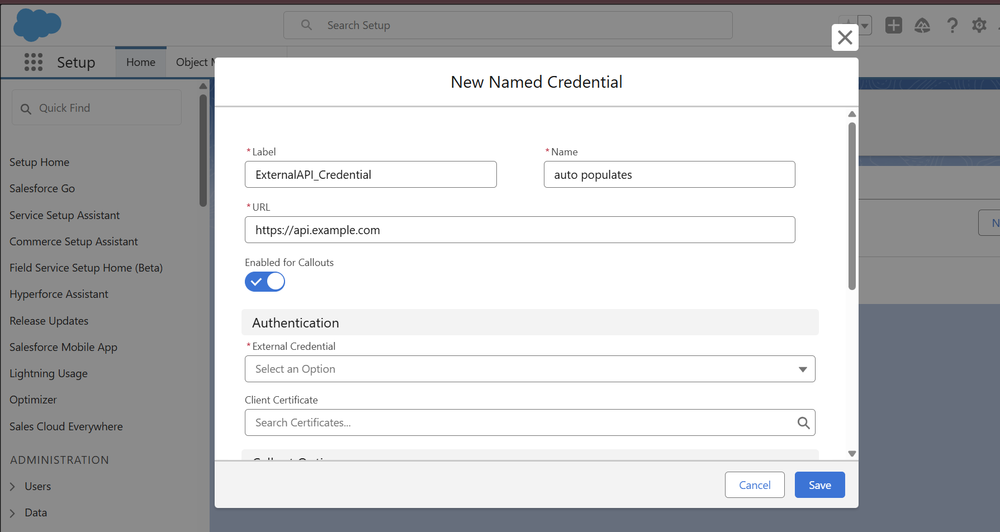 Search Setup
Setup
Home
Object M
Quick Find
Setup Home
Salesforce Go
Service Setup Assistant
Commerce Setup Assistant
Field Service Setup Home (Beta)
Hyperforce Assistant
Release Updates
Salesforce Mobile App
Lightning Usage
Optimizer
Sales Cloud Everywhere
ADMINISTRATION
Users
Data
New Named Credential
*Label
ExternalAPI_Credential
*Name
auto populates
*URL
https://api.example.com
Enabled for Callouts
Authentication
*External Credential
Select an Option
Client Certificate
Search Certificates...
Cancel
Save
N